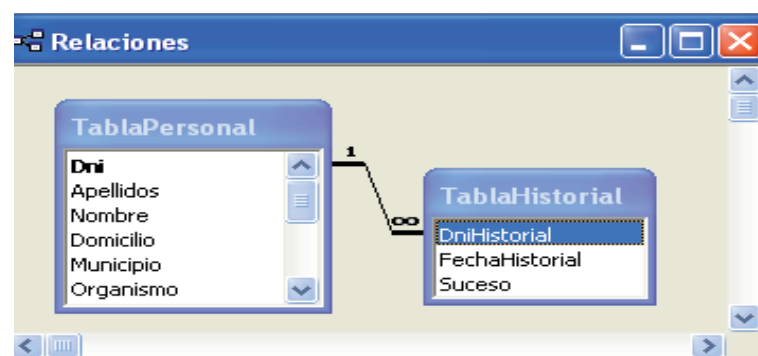 Relaciones
TablaPersonal
Dni
Apellidos
Nombre
Domicilio
Municipio
Organismo
1
∞
TablaHistorial
DniHistorial
FechaHistorial
Suceso